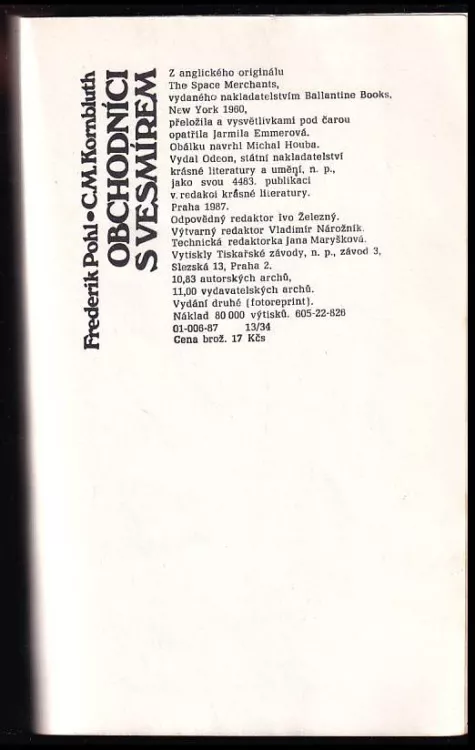 Frederik Pohl • C.M. Kornbluth
OBCHODNÍCI
S VESMÍREM
Z anglického originálu
The Space Merchants,
vydaného nakladatelstvím Ballantine Books,
New York 1960,
přeložila a vysvětlivkami pod čarou
opatřila Jarmila Emmerová.
Obálku navrhl Michal Houba.
Vydal Odeon, státní nakladatelství
krásné literatury a umění, n. p.,
jako svou 4483. publikaci
v redakci krásné literatury.
Praha 1987.
Odpovědný redaktor Ivo Železný.
Výtvarný redaktor Vladimír Nárožník.
Technická redaktorka Jana Maryšková.
Vytiskly Tiskařské závody, n. p., závod 3,
Slezská 13, Praha 2.
10,83 autorských archů,
11,00 vydavatelských archů.
Vydání druhé (fotoreprint).
Náklad 80 000 výtisků. 605-22-826
01-006-87 13/34
Cena brož. 17 Kčs